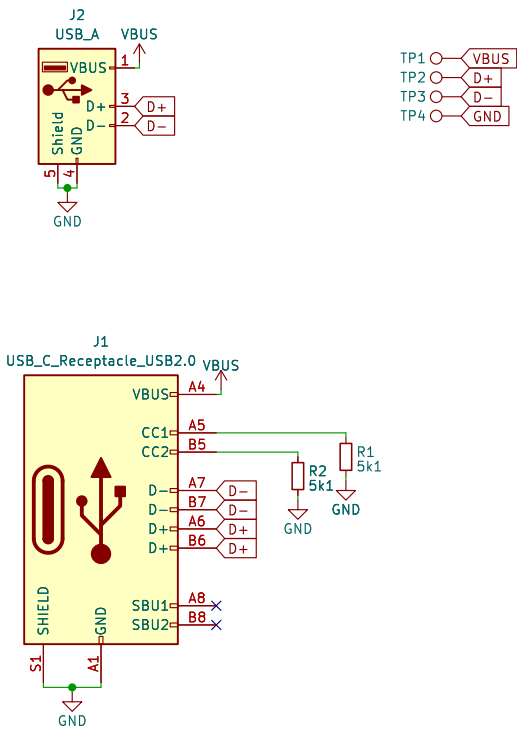 J2
USB_A
VBUS
VBUS 1
D+ 3 D+
D- 2 D-
Shield
GND
5
4
GND
TP1 VBUS
TP2 D+
TP3 D-
TP4 GND
J1
USB_C_Receptacle_USB2.0
VBUS
VBUS A4
CC1 A5
CC2 B5
R1
5k1
GND
R2
5k1
GND
D- A7 D-
D- B7 D-
D+ A6 D+
D+ B6 D+
SBU1 A8
SBU2 B8
SHIELD
GND
S1
A1
GND